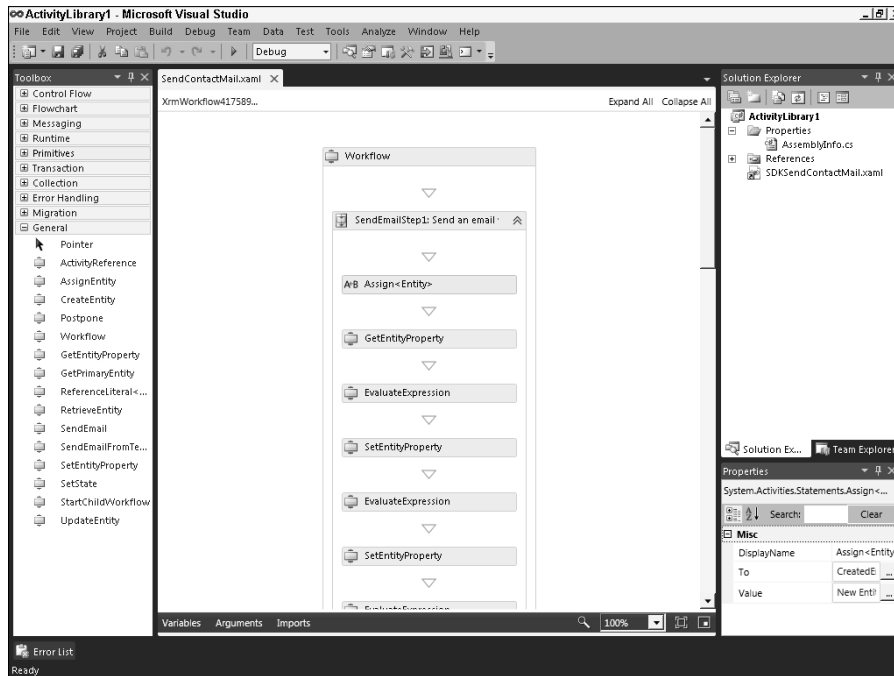 ActivityLibrary1 - Microsoft Visual Studio
File Edit View Project Build Debug Team Data Test Tools Analyze Window Help
Debug
Toolbox
Control Flow
Flowchart
Messaging
Runtime
Primitives
Transaction
Collection
Error Handling
Migration
General
Pointer
ActivityReference
AssignEntity
CreateEntity
Postpone
Workflow
GetEntityProperty
GetPrimaryEntity
ReferenceLiteral<...
RetrieveEntity
SendEmail
SendEmailFromTe...
SetEntityProperty
SetState
StartChildWorkflow
UpdateEntity
SendContactMail.xaml
XrmWorkflow417589...
Expand All Collapse All
Workflow
SendEmailStep1: Send an email
A+B Assign<Entity>
GetEntityProperty
EvaluateExpression
SetEntityProperty
EvaluateExpression
SetEntityProperty
EvaluateExpression
Variables Arguments Imports
100%
Solution Explorer
ActivityLibrary1
Properties
AssemblyInfo.cs
References
SDKSendContactMail.xaml
Solution Ex... Team Explorer
Properties
System.Activities.Statements.Assign<...
Search: Clear
Misc
DisplayName Assign<Entity
To CreatedE ...
Value New Enti ...
Error List
Ready